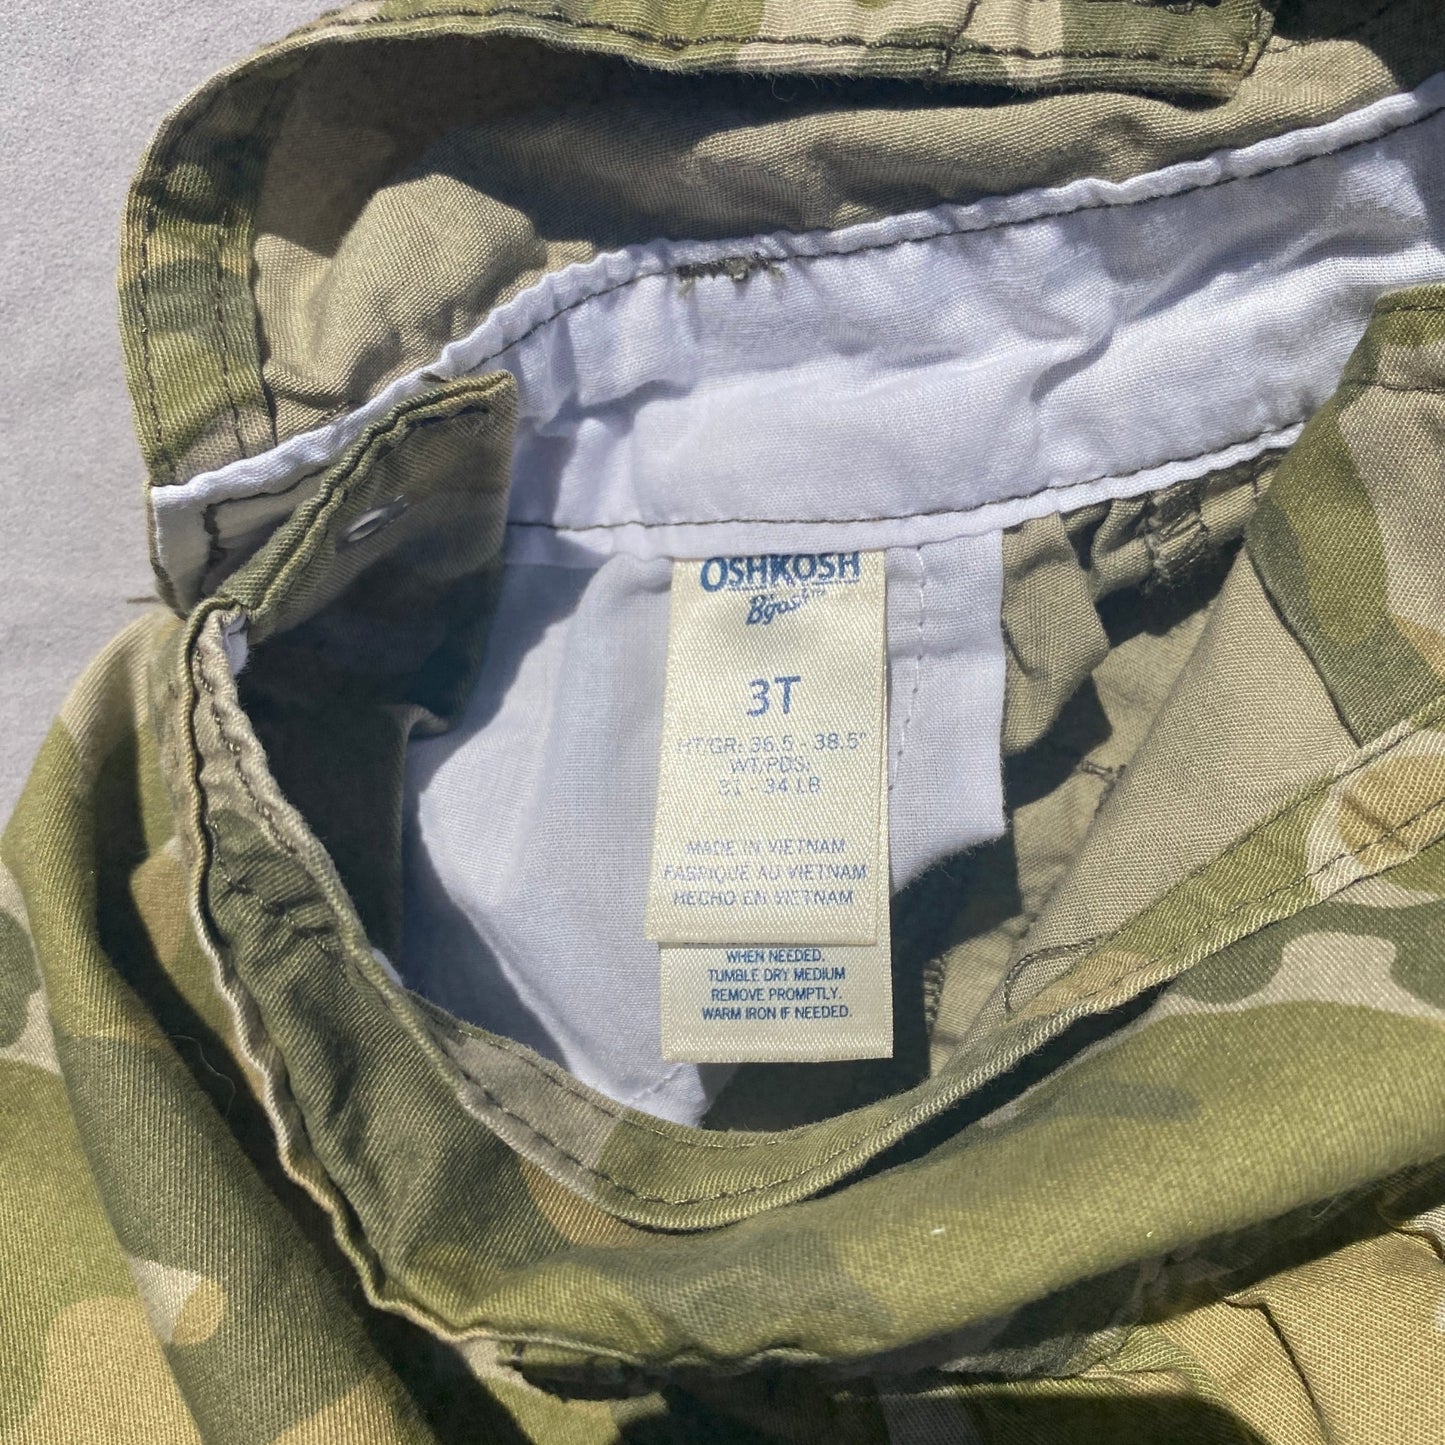 OSHKOSH
B'gosh
3T
HT/GR: 36.5 - 38.5"
WT/PDS:
31 - 34 LB
MADE IN VIETNAM
FABRIQUE AU VIETNAM
HECHO EN VIETNAM
WHEN NEEDED.
TUMBLE DRY MEDIUM
REMOVE PROMPTLY.
WARM IRON IF NEEDED.